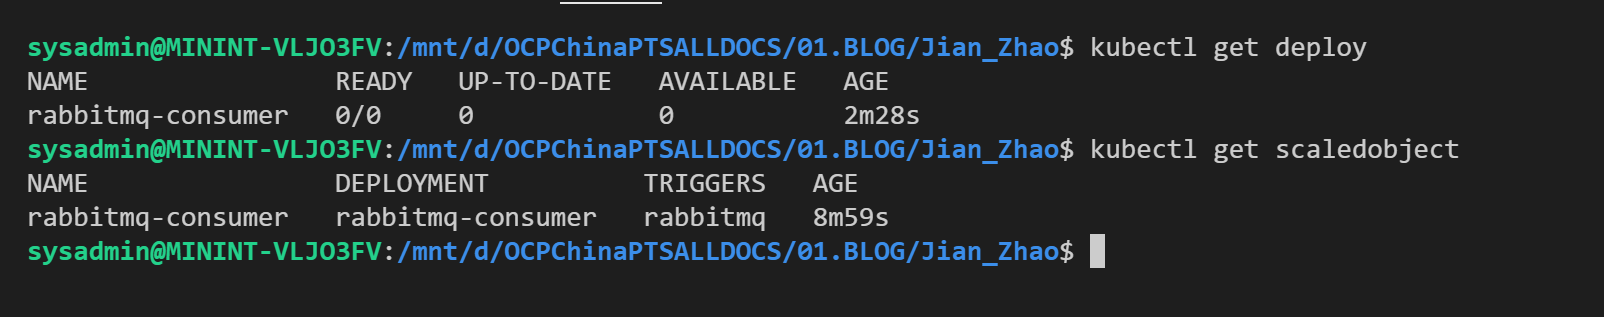 sysadmin@MININT-VLJO3FV:/mnt/d/OCPChinaPTSALLDOCS/01.BLOG/Jian_Zhao$ kubectl get deploy
NAME                READY   UP-TO-DATE   AVAILABLE   AGE
rabbitmq-consumer   0/0     0            0           2m28s
sysadmin@MININT-VLJO3FV:/mnt/d/OCPChinaPTSALLDOCS/01.BLOG/Jian_Zhao$ kubectl get scaledobject
NAME                DEPLOYMENT          TRIGGERS   AGE
rabbitmq-consumer   rabbitmq-consumer   rabbitmq   8m59s
sysadmin@MININT-VLJO3FV:/mnt/d/OCPChinaPTSALLDOCS/01.BLOG/Jian_Zhao$